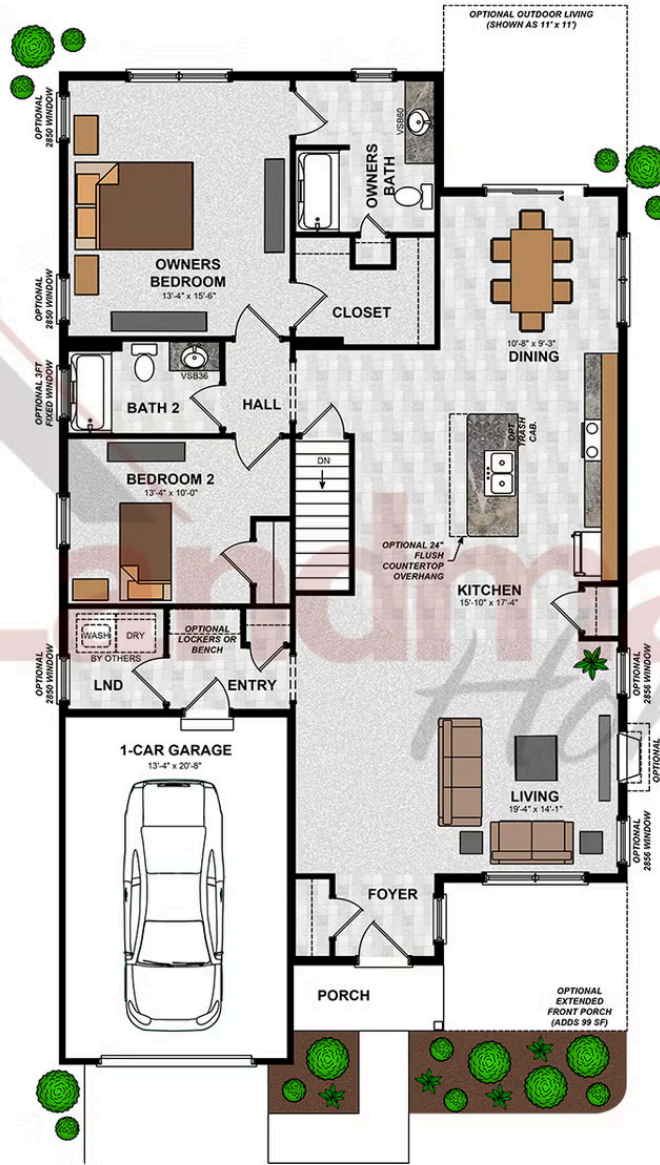 OPTIONAL OUTDOOR LIVING
(SHOWN AS 11' x 11')
OPTIONAL
2850 WINDOW
VSB60
OWNERS
BATH
OWNERS
BEDROOM
13'-4" x 15'-6"
OPTIONAL
2850 WINDOW
CLOSET
10'-8" x 9'-3"
DINING
OPTIONAL 3FT
FIXED WINDOW
VSB36
BATH 2
HALL
OPT
TRASH
CAB.
DN
BEDROOM 2
13'-4" x 10'-0"
OPTIONAL 24"
FLUSH
COUNTERTOP
OVERHANG
KITCHEN
15'-10" x 17'-4"
Landma
Ho
WASH
DRY
BY OTHERS
OPTIONAL
LOCKERS OR
BENCH
OPTIONAL
2850 WINDOW
LND
ENTRY
OPTIONAL
2856 WINDOW
1-CAR GARAGE
13'-4" x 20'-8"
OPTIONAL
LIVING
19'-4" x 14'-1"
OPTIONAL
2856 WINDOW
FOYER
PORCH
OPTIONAL
EXTENDED
FRONT PORCH
(ADDS 99 SF)